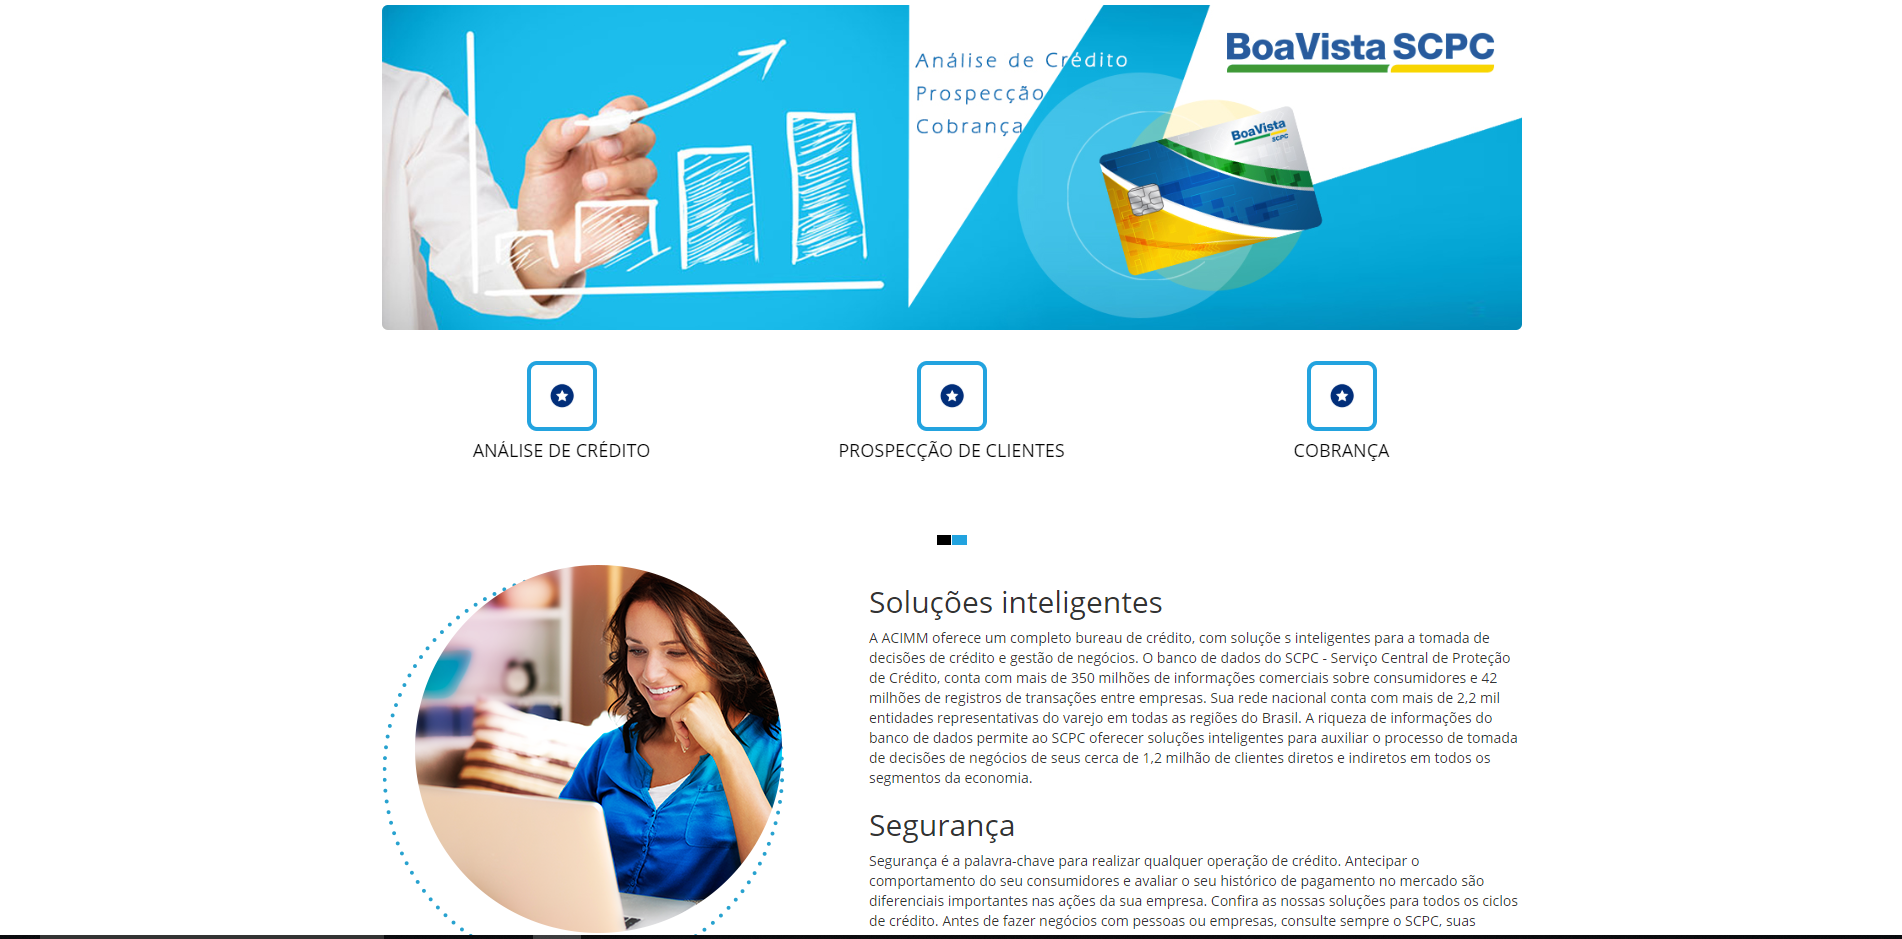 Análise de Crédito
Prospecção
Cobrança
BoaVista SCPC
BoaVista
SCPC
ANÁLISE DE CRÉDITO
PROSPECÇÃO DE CLIENTES
COBRANÇA
Soluções inteligentes
A ACIMM oferece um completo bureau de crédito, com soluçõe s inteligentes para a tomada de
decisões de crédito e gestão de negócios. O banco de dados do SCPC - Serviço Central de Proteção
de Crédito, conta com mais de 350 milhões de informações comerciais sobre consumidores e 42
milhões de registros de transações entre empresas. Sua rede nacional conta com mais de 2,2 mil
entidades representativas do varejo em todas as regiões do Brasil. A riqueza de informações do
banco de dados permite ao SCPC oferecer soluções inteligentes para auxiliar o processo de tomada
de decisões de negócios de seus cerca de 1,2 milhão de clientes diretos e indiretos em todos os
segmentos da economia.
Segurança
Segurança é a palavra-chave para realizar qualquer operação de crédito. Antecipar o
comportamento do seu consumidores e avaliar o seu histórico de pagamento no mercado são
diferenciais importantes nas ações da sua empresa. Confira as nossas soluções para todos os ciclos
de crédito. Antes de fazer negócios com pessoas ou empresas, consulte sempre o SCPC, suas